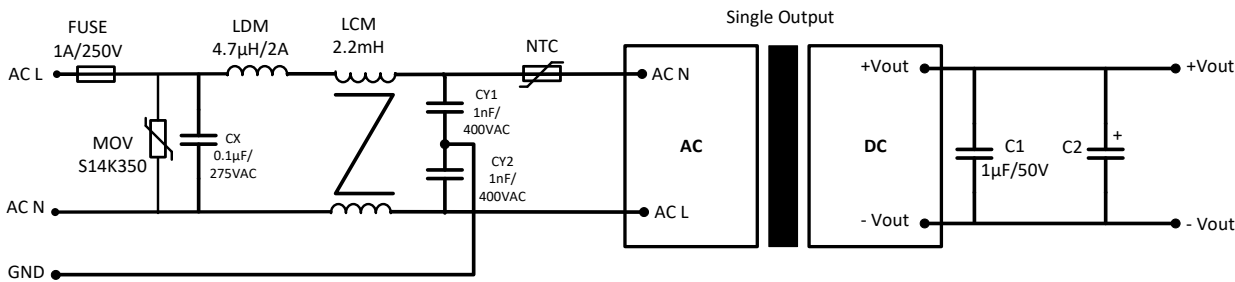 Single Output
FUSE
1A/250V
LDM
4.7µH/2A
LCM
2.2mH
NTC
AC L
AC N
+Vout
+Vout
MOV
S14K350
CX
0.1µF/
275VAC
CY1
1nF/
400VAC
CY2
1nF/
400VAC
AC
DC
C1
1µF/50V
C2
+
AC N
AC L
- Vout
- Vout
GND